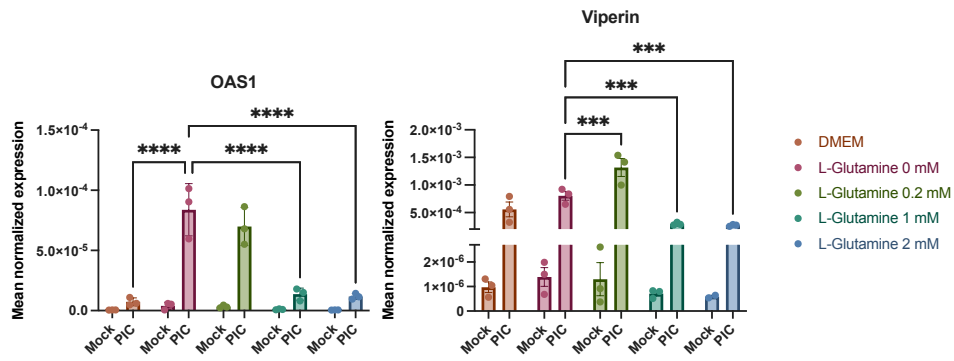 Viperin
OAS1
Mean normalized expression
1.5×10⁻⁴
1.0×10⁻⁴
5.0×10⁻⁵
0.0
****
****
****
Mock PIC Mock PIC Mock PIC Mock PIC Mock PIC
Mean normalized expression
2.0×10⁻³
1.5×10⁻³
1.0×10⁻³
5.0×10⁻⁴
2×10⁻⁶
1×10⁻⁶
0
***
***
***
Mock PIC Mock PIC Mock PIC Mock PIC Mock PIC
DMEM
L-Glutamine 0 mM
L-Glutamine 0.2 mM
L-Glutamine 1 mM
L-Glutamine 2 mM